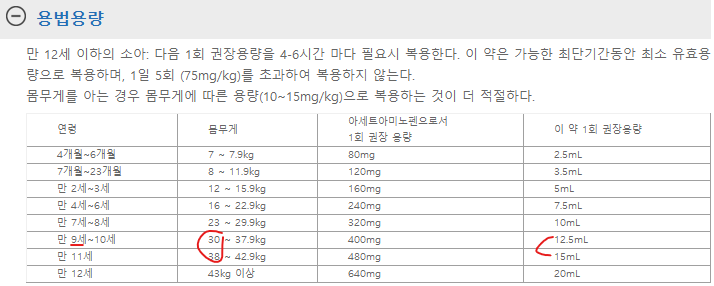 용법용량
만 12세 이하의 소아: 다음 1회 권장용량을 4-6시간 마다 필요시 복용한다. 이 약은 가능한 최단기간동안 최소 유효용
량으로 복용하며, 1일 5회 (75mg/kg)를 초과하여 복용하지 않는다.
몸무게를 아는 경우 몸무게에 따른 용량(10~15mg/kg)으로 복용하는 것이 더 적절하다.
연령 몸무게 아세트아미노펜으로서 1회 권장 용량 이 약 1회 권장용량
4개월~6개월 7 ~ 7.9kg 80mg 2.5mL
7개월~23개월 8 ~ 11.9kg 120mg 3.5mL
만 2세~3세 12 ~ 15.9kg 160mg 5mL
만 4세~6세 16 ~ 22.9kg 240mg 7.5mL
만 7세~8세 23 ~ 29.9kg 320mg 10mL
만 9세~10세 30 ~ 37.9kg 400mg 12.5mL
만 11세 38 ~ 42.9kg 480mg 15mL
만 12세 43kg 이상 640mg 20mL